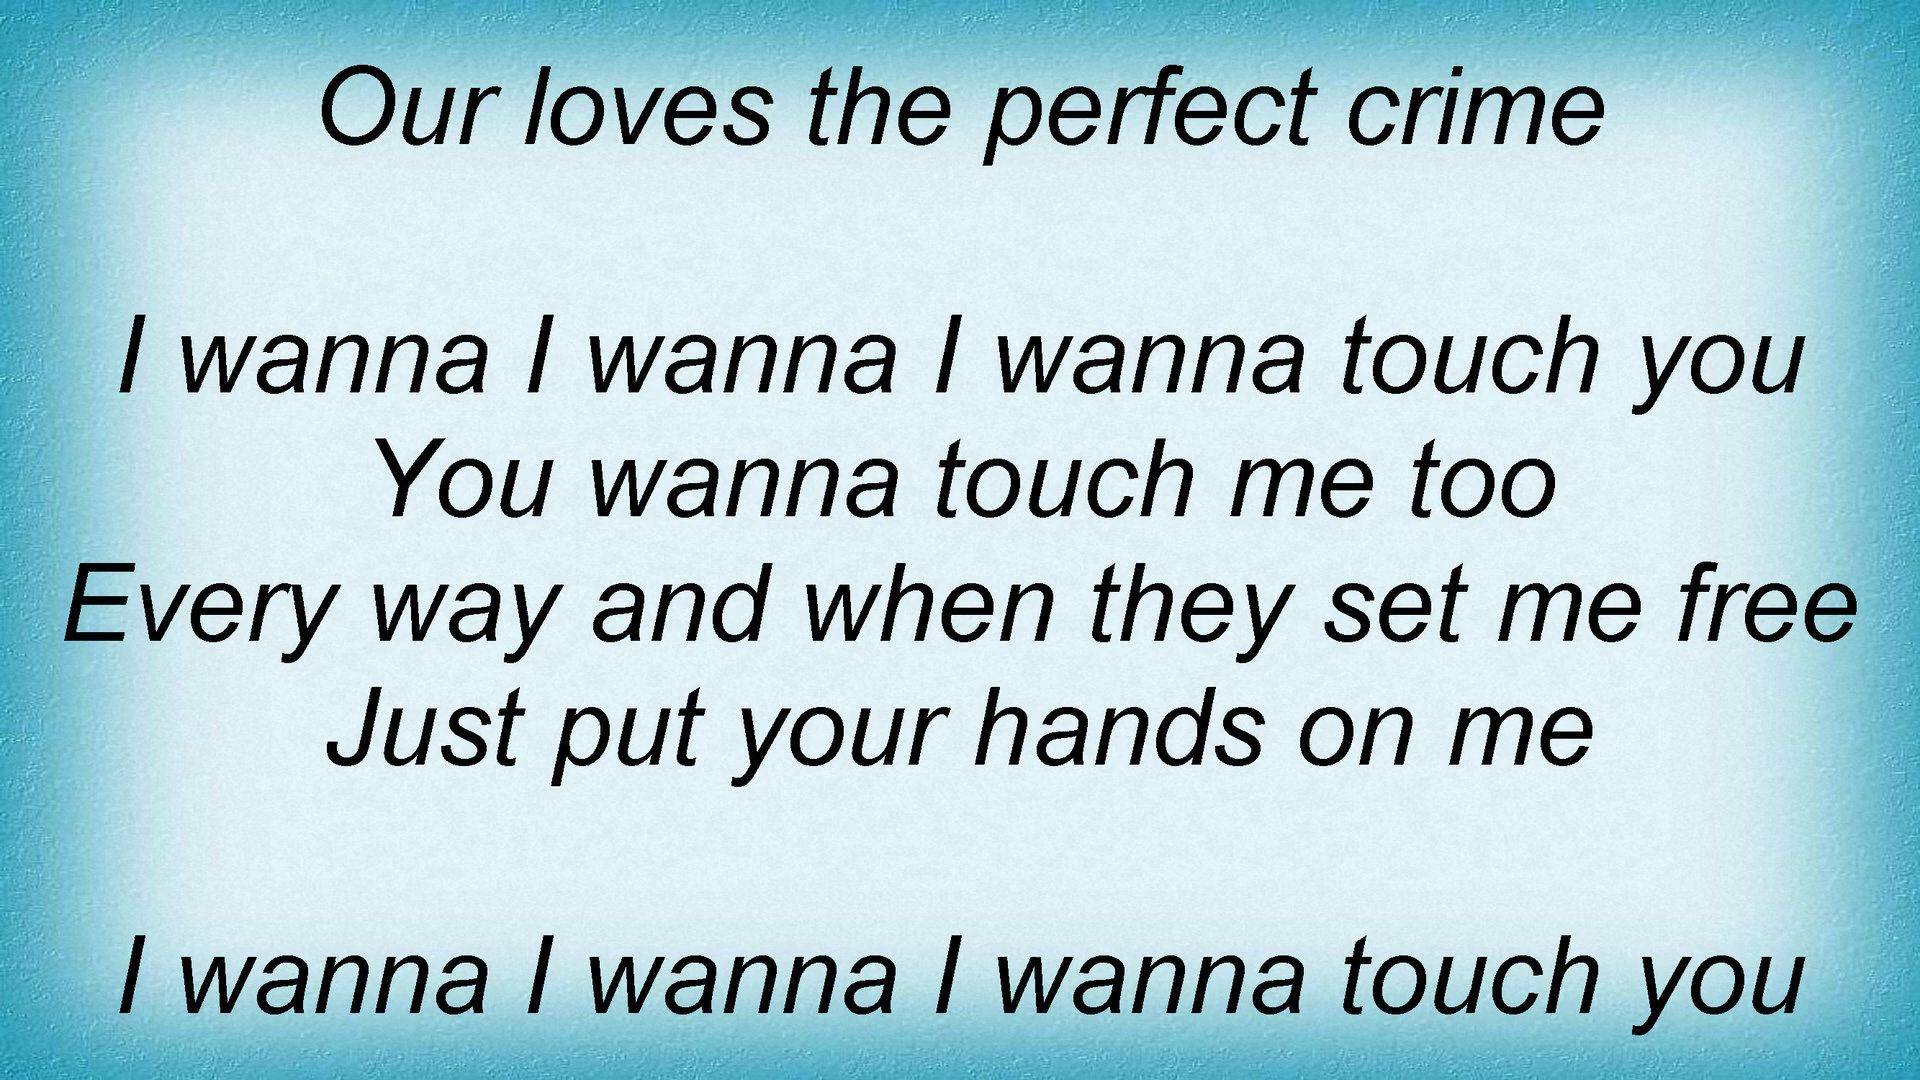 Our loves the perfect crime
I wanna I wanna I wanna touch you
You wanna touch me too
Every way and when they set me free
Just put your hands on me
I wanna I wanna I wanna touch you